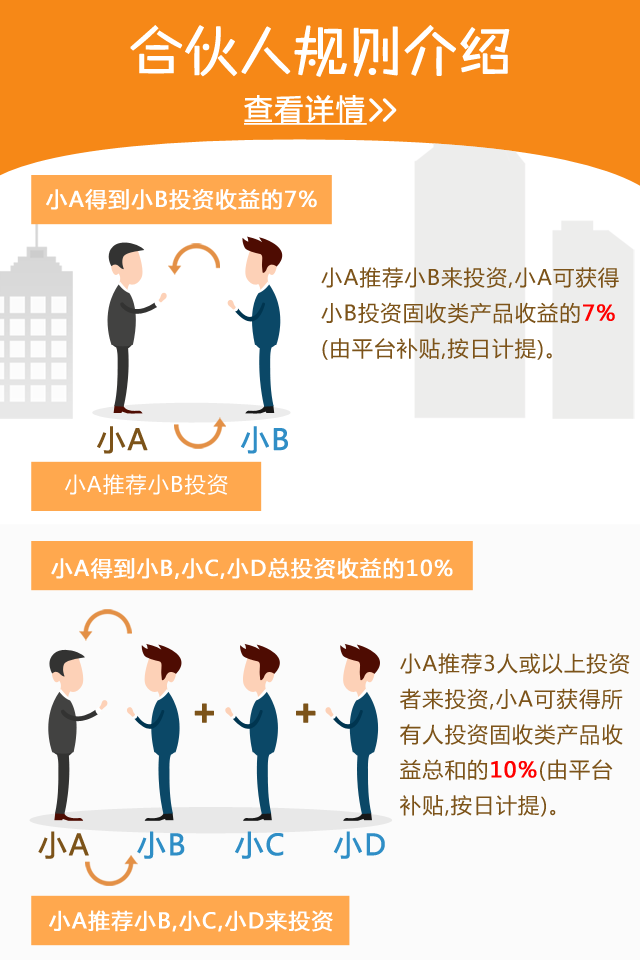 合伙人规则介绍
查看详情>>
小A得到小B投资收益的7%
小A推荐小B来投资,小A可获得
小B投资固收类产品收益的7%
(由平台补贴,按日计提)。
小A
小B
小A推荐小B投资
小A得到小B,小C,小D总投资收益的10%
小A推荐3人或以上投资
者来投资,小A可获得所
有人投资固收类产品收
益总和的10%(由平台
补贴,按日计提)。
小A
小B
小C
小D
小A推荐小B,小C,小D来投资